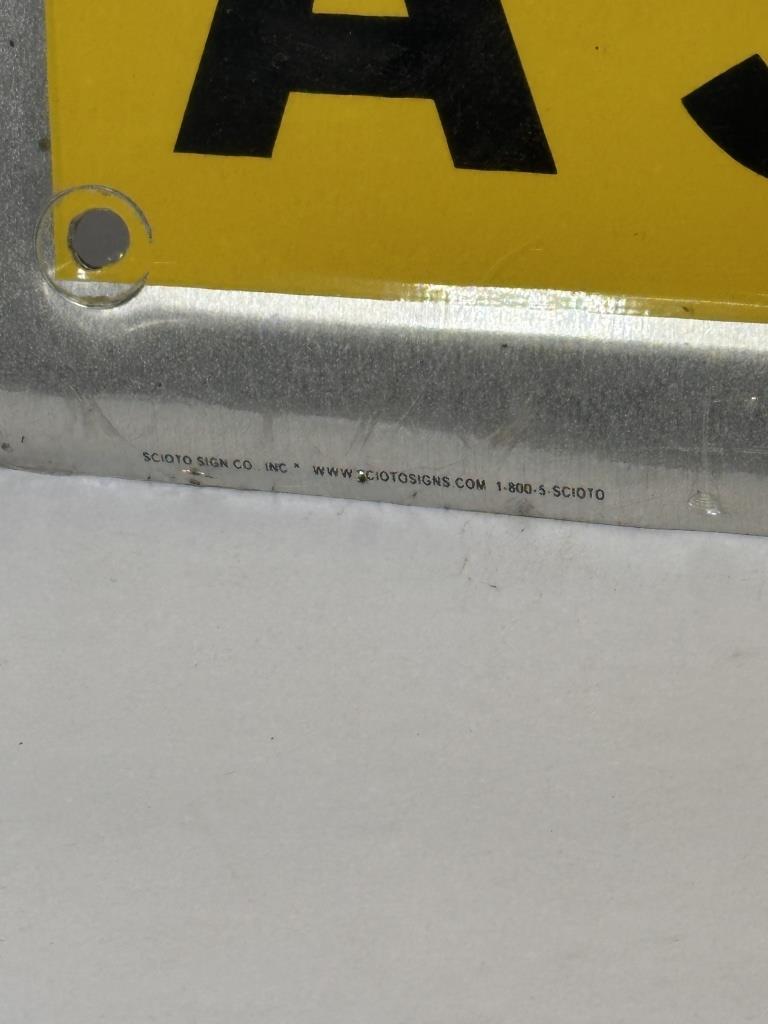 A
SCIOTO SIGN CO. INC * WWW.SCIOTOSIGNS.COM 1-800-5-SCIOTO